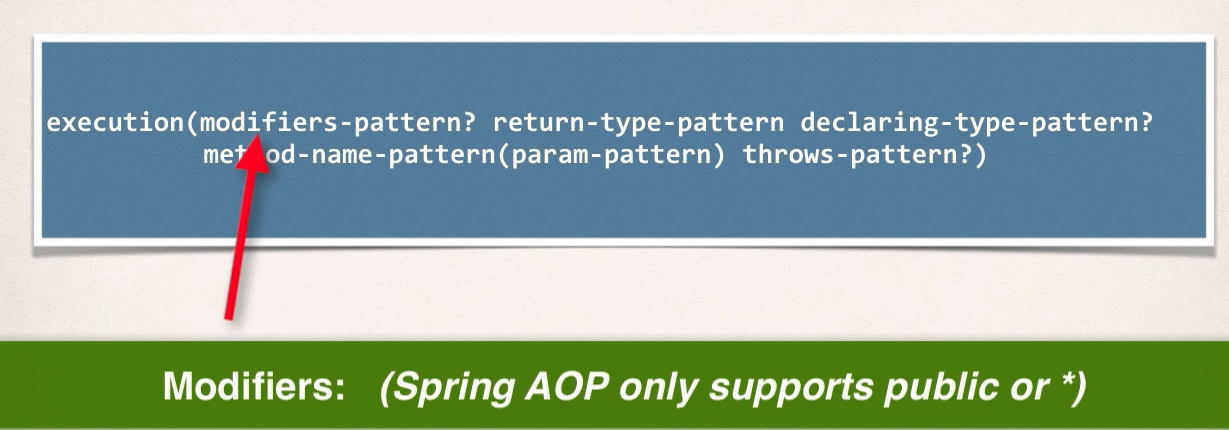 execution(modifiers-pattern? return-type-pattern declaring-type-pattern?
method-name-pattern(param-pattern) throws-pattern?)
Modifiers: (Spring AOP only supports public or *)